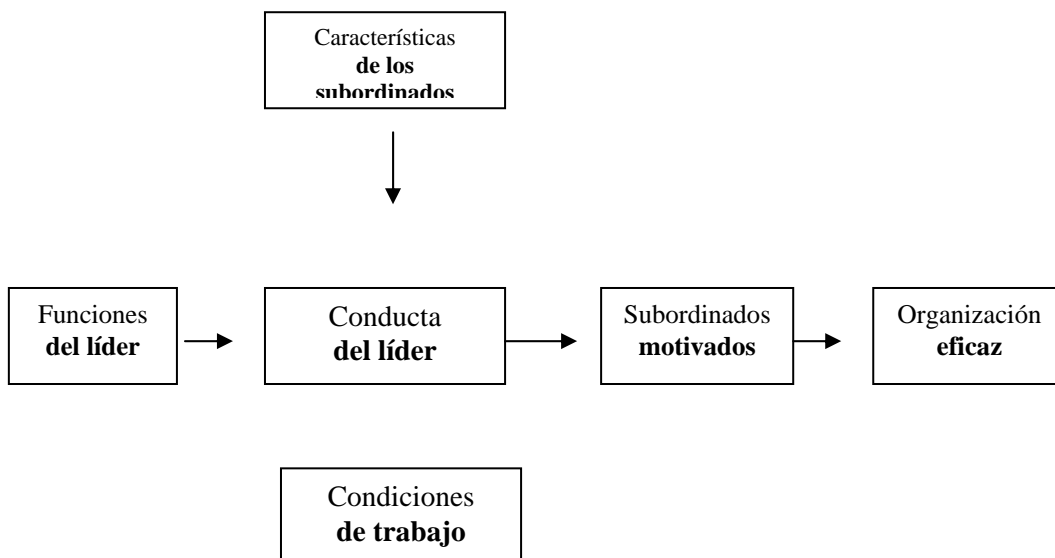 Características
de los
subordinados
Funciones
del líder
Conducta
del líder
Subordinados
motivados
Organización
eficaz
Condiciones
de trabajo